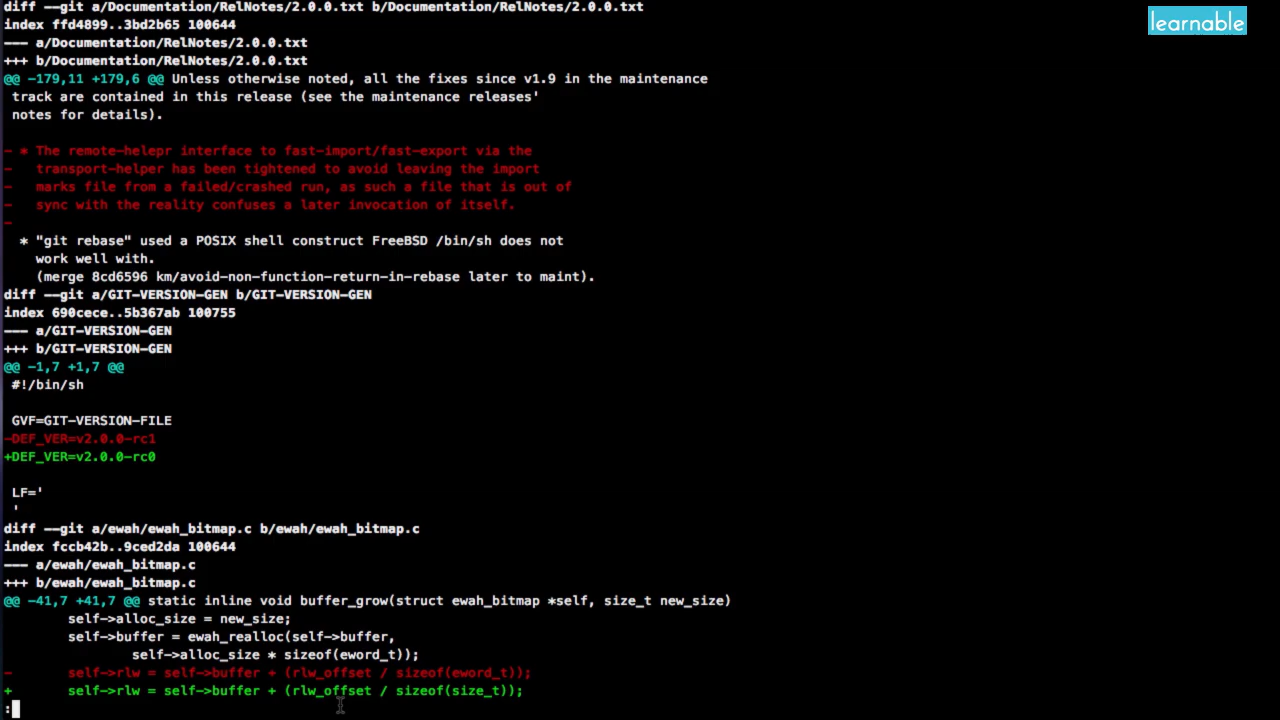 diff --git a/Documentation/RelNotes/2.0.0.txt b/Documentation/RelNotes/2.0.0.txt
learnable
index ffd4899..3bd2b65 100644
--- a/Documentation/RelNotes/2.0.0.txt
+++ b/Documentation/RelNotes/2.0.0.txt
@@ -179,11 +179,6 @@ Unless otherwise noted, all the fixes since v1.9 in the maintenance
 track are contained in this release (see the maintenance releases'
 notes for details).
- * The remote-helepr interface to fast-import/fast-export via the
-   transport-helper has been tightened to avoid leaving the import
-   marks file from a failed/crashed run, as such a file that is out of
-   sync with the reality confuses a later invocation of itself.
-
  * "git rebase" used a POSIX shell construct FreeBSD /bin/sh does not
    work well with.
    (merge 8cd6596 km/avoid-non-function-return-in-rebase later to maint).
diff --git a/GIT-VERSION-GEN b/GIT-VERSION-GEN
index 690cece..5b367ab 100755
--- a/GIT-VERSION-GEN
+++ b/GIT-VERSION-GEN
@@ -1,7 +1,7 @@
 #!/bin/sh
 GVF=GIT-VERSION-FILE
-DEF_VER=v2.0.0-rc1
+DEF_VER=v2.0.0-rc0
 LF='
 '
diff --git a/ewah/ewah_bitmap.c b/ewah/ewah_bitmap.c
index fccb42b..9ced2da 100644
--- a/ewah/ewah_bitmap.c
+++ b/ewah/ewah_bitmap.c
@@ -41,7 +41,7 @@ static inline void buffer_grow(struct ewah_bitmap *self, size_t new_size)
        self->alloc_size = new_size;
        self->buffer = ewah_realloc(self->buffer,
                self->alloc_size * sizeof(eword_t));
-       self->rlw = self->buffer + (rlw_offset / sizeof(eword_t));
+       self->rlw = self->buffer + (rlw_offset / sizeof(size_t));
: